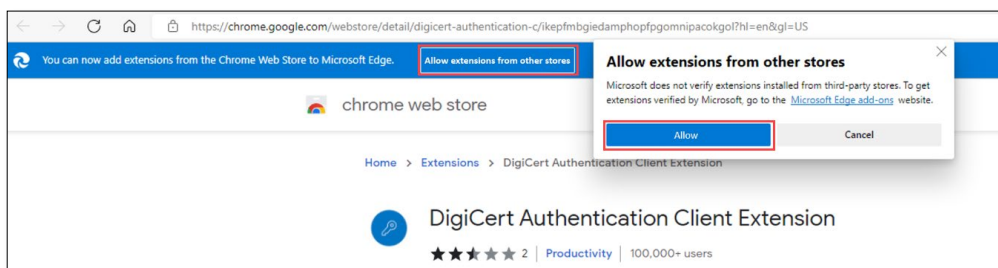 https://chrome.google.com/webstore/detail/digicert-authentication-c/ikepfmbgiedamphopfpgomnipacokgol?hl=en&gl=US
You can now add extensions from the Chrome Web Store to Microsoft Edge.
Allow extensions from other stores
Allow extensions from other stores
Microsoft does not verify extensions installed from third-party stores. To get
extensions verified by Microsoft, go to the Microsoft Edge add-ons website.
Allow Cancel
chrome web store
Home > Extensions > DigiCert Authentication Client Extension
DigiCert Authentication Client Extension
2 | Productivity | 100,000+ users